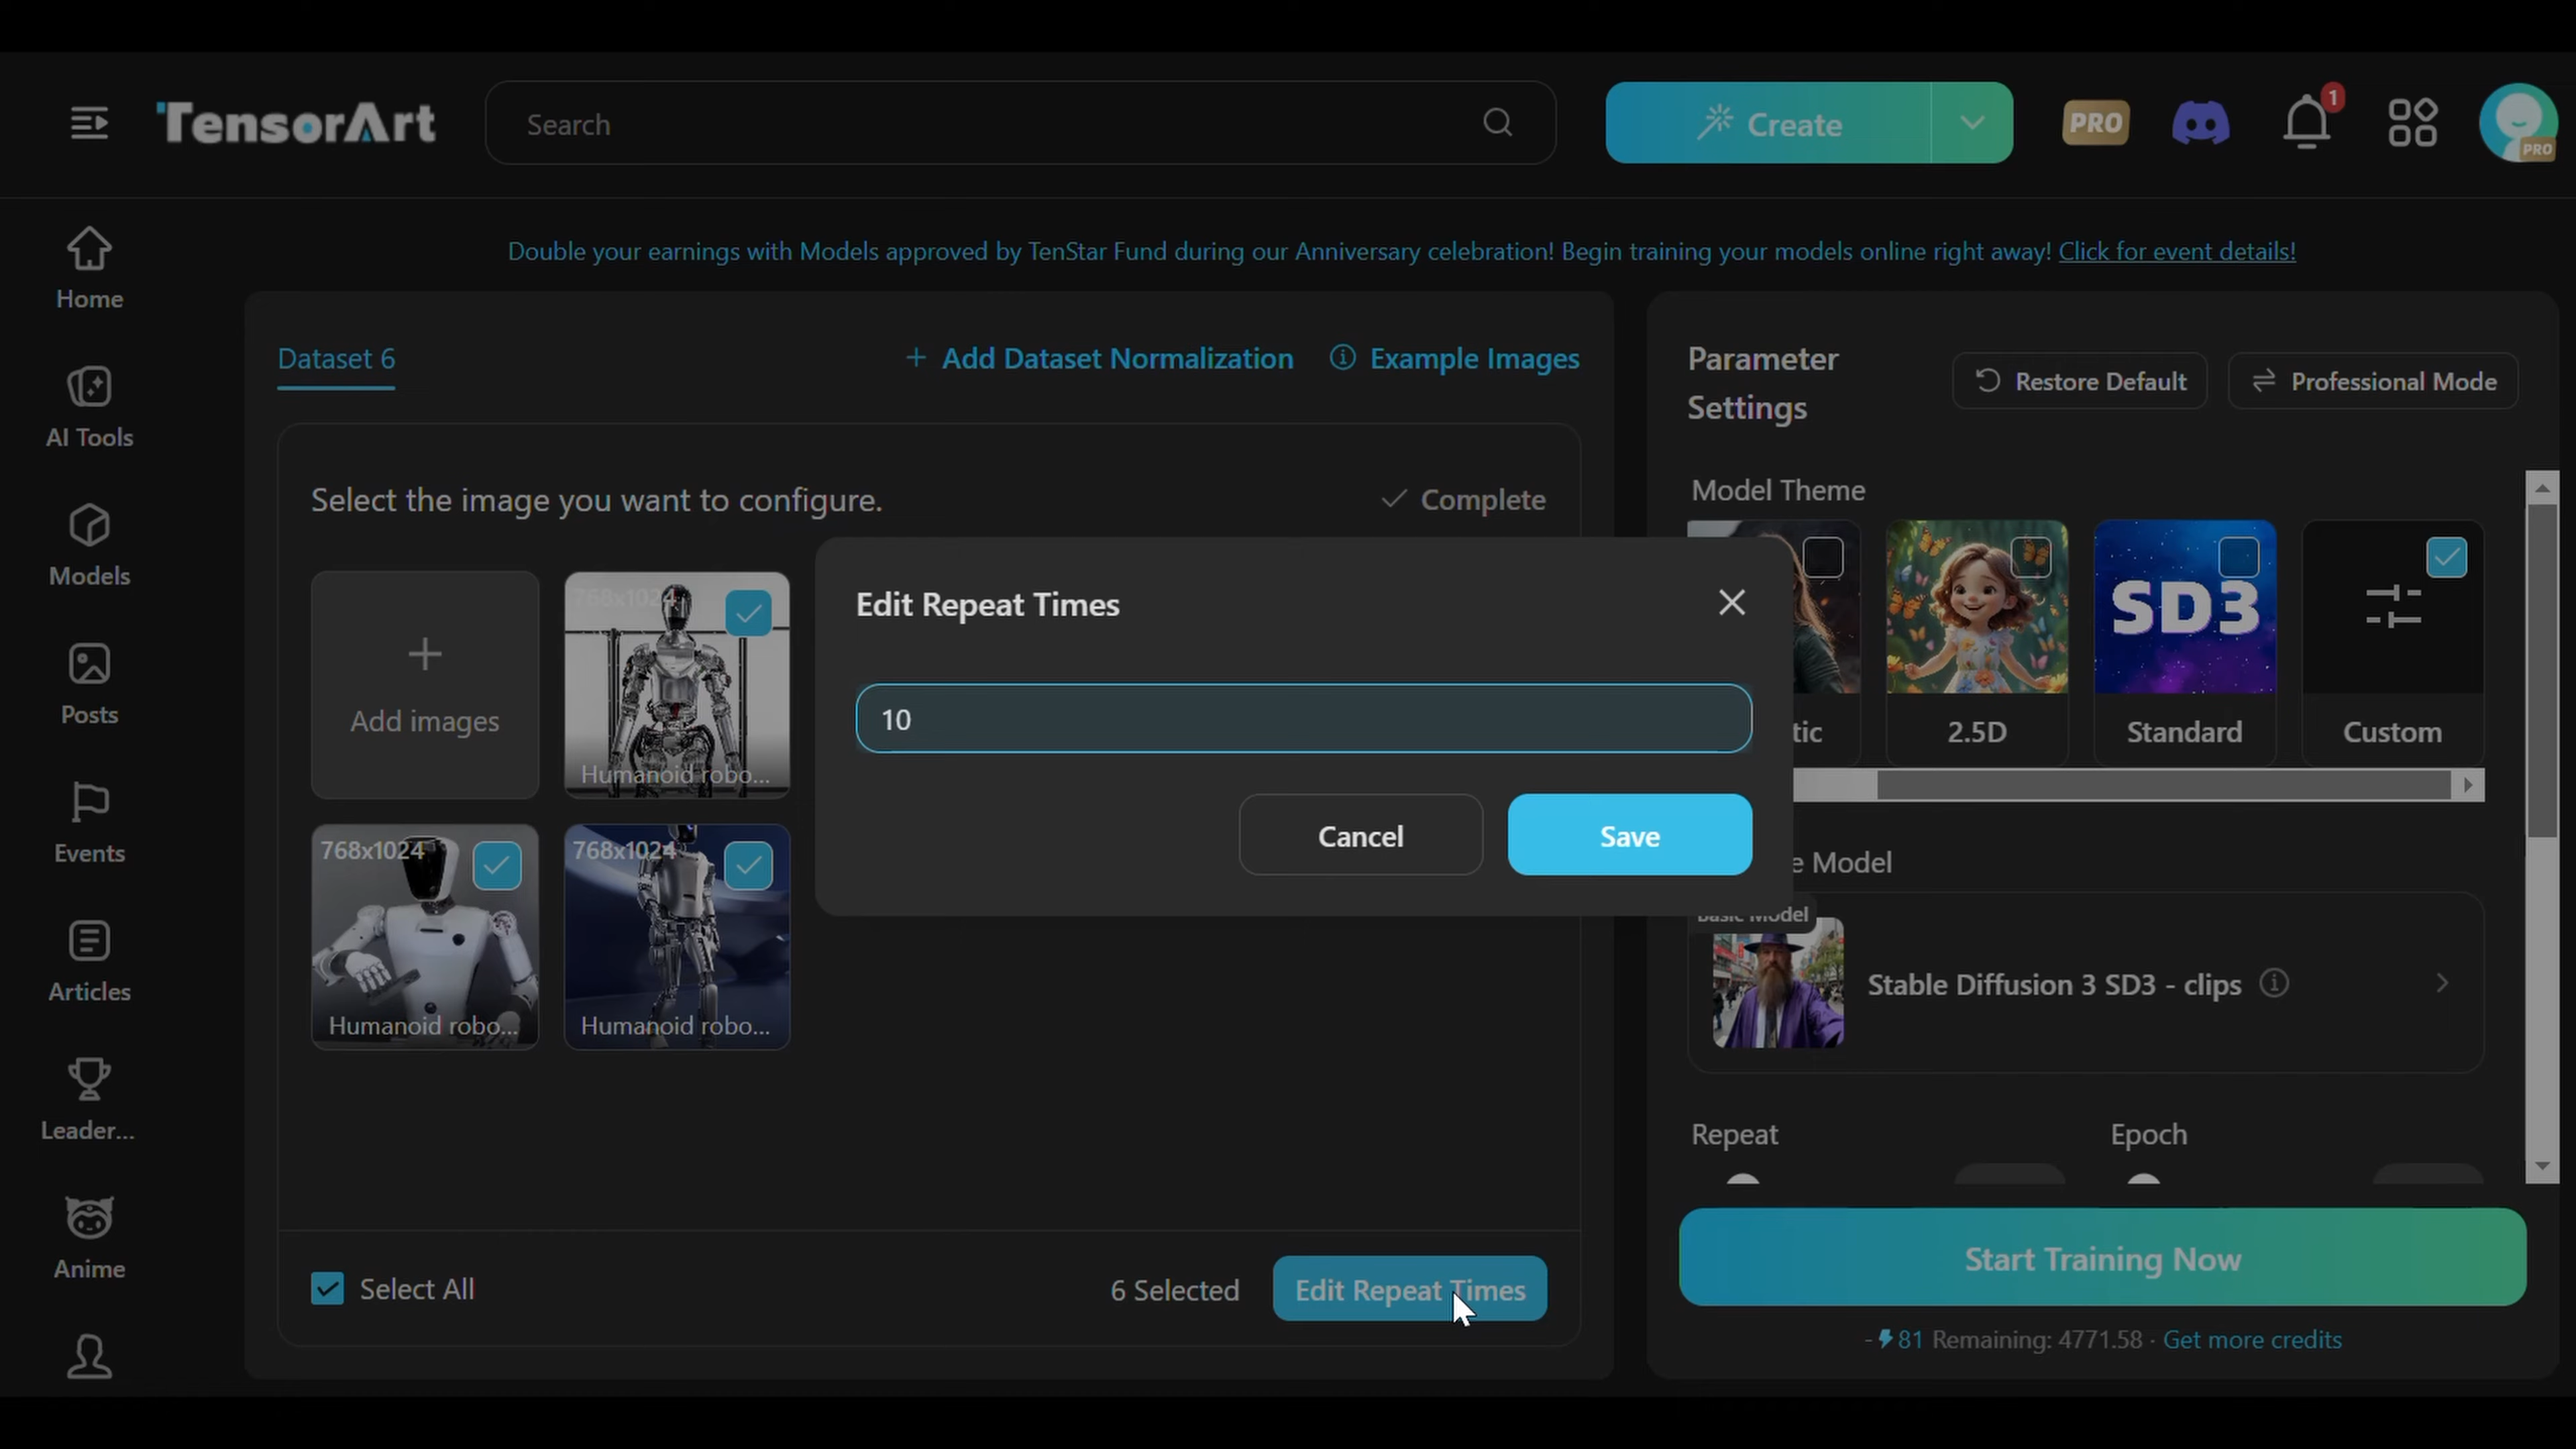 TensorArt
Search
Create
PRO
1
PRO
Home
AI Tools
Models
Posts
Events
Articles
Leader...
Anime
Double your earnings with Models approved by TenStar Fund during our Anniversary celebration! Begin training your models online right away! Click for event details!
Dataset 6
+ Add Dataset Normalization
Example Images
Select the image you want to configure.
Complete
Add images
768x1024
Humanoid robo...
768x1024
Humanoid robo...
768x1024
Humanoid robo...
Edit Repeat Times
10
Cancel
Save
Select All
6 Selected
Edit Repeat Times
Parameter
Settings
Restore Default
Professional Mode
Model Theme
tic
2.5D
SD3
Standard
Custom
e Model
Basic Model
Stable Diffusion 3 SD3 - clips
Repeat
Epoch
Start Training Now
- 81 Remaining: 4771.58 · Get more credits